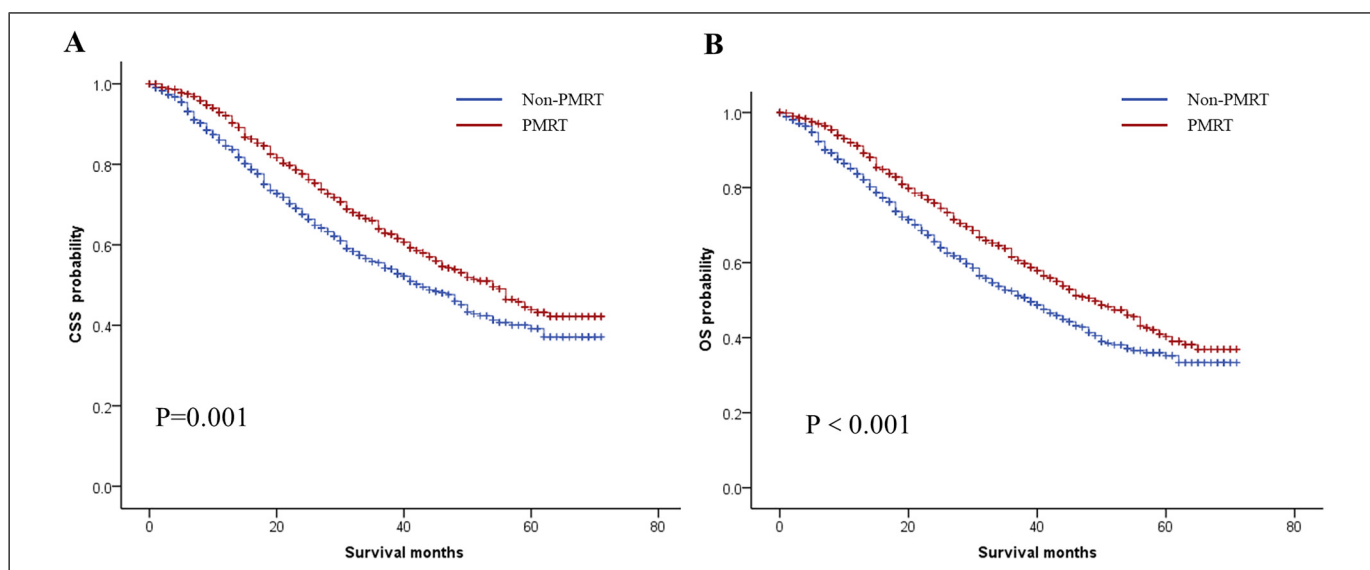 A
CSS probability
1.0
0.8
0.6
0.4
0.2
0.0
Non-PMRT
PMRT
P=0.001
0 20 40 60 80
Survival months
B
OS probability
1.0
0.8
0.6
0.4
0.2
0.0
Non-PMRT
PMRT
P < 0.001
0 20 40 60 80
Survival months